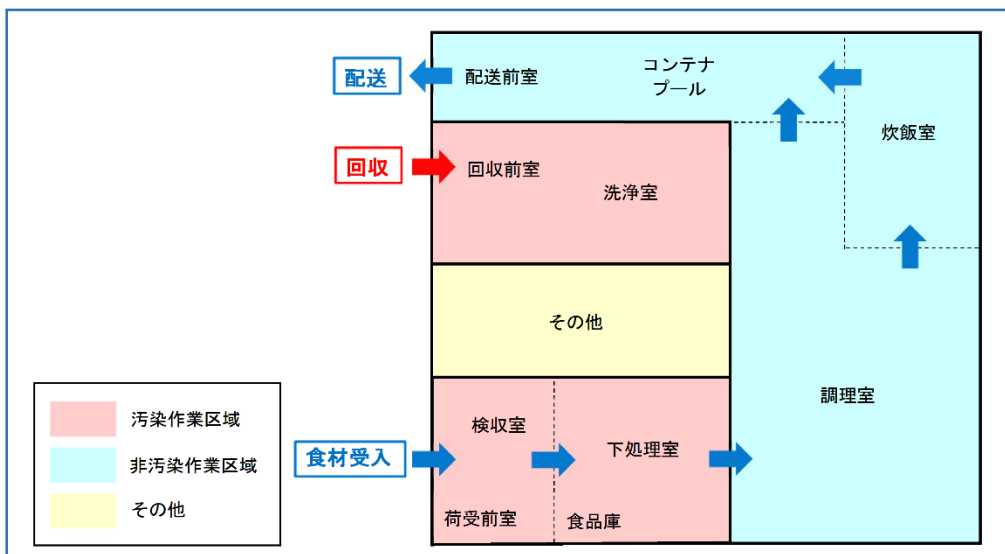 配送
配送前室
コンテナ
プール
炊飯室
回収
回収前室
洗浄室
その他
調理室
食材受入
検収室
下処理室
荷受前室
食品庫
汚染作業区域
非汚染作業区域
その他